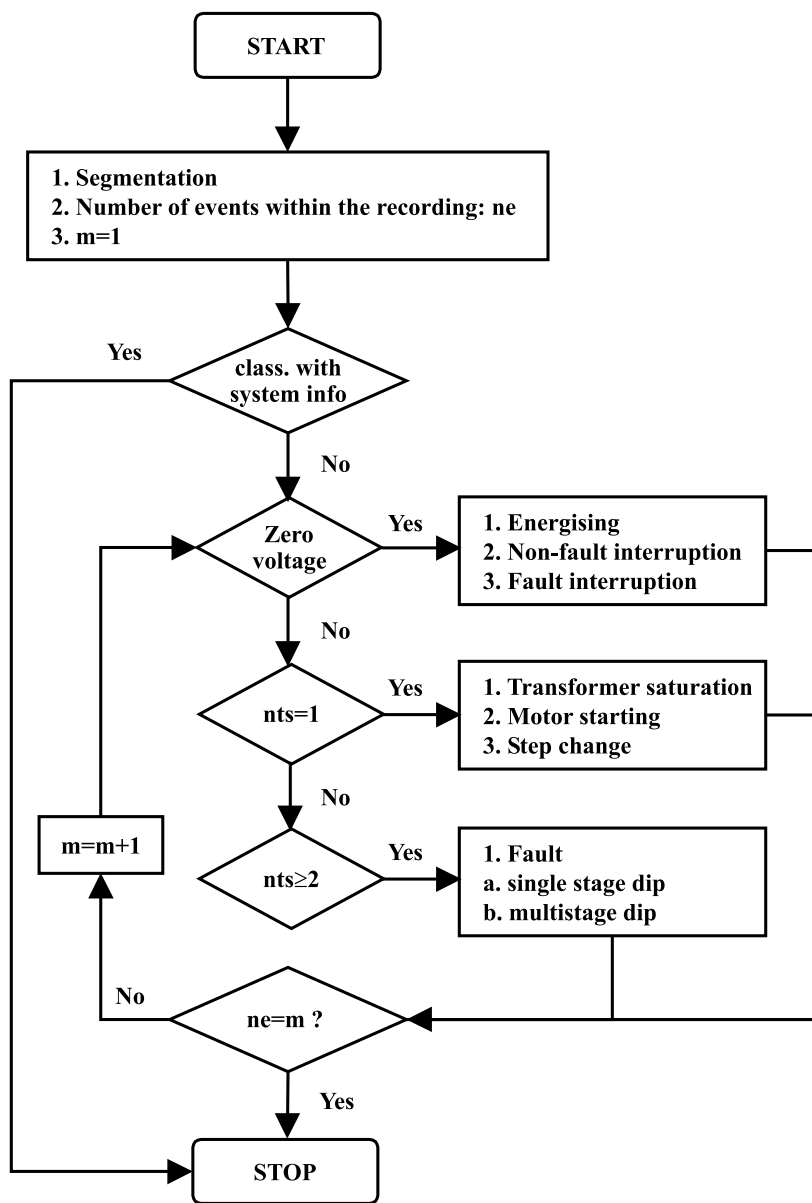 START
1. Segmentation
2. Number of events within the recording: ne
3. m=1
Yes
class. with
system info
No
Zero
voltage
Yes
1. Energising
2. Non-fault interruption
3. Fault interruption
No
nts=1
Yes
1. Transformer saturation
2. Motor starting
3. Step change
No
m=m+1
nts≥2
Yes
1. Fault
a. single stage dip
b. multistage dip
No
ne=m ?
Yes
STOP